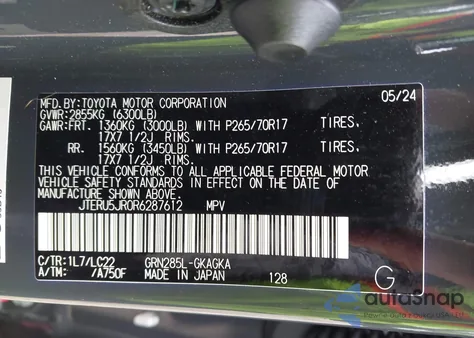 MFD.BY:TOYOTA MOTOR CORPORATION 05/24
GVWR:2855KG (6300LB)
GAWR:FRT. 1360KG (3000LB) WITH P265/70R17 TIRES,
17X7 1/2J RIMS.
RR. 1560KG (3450LB) WITH P265/70R17 TIRES,
17X7 1/2J RIMS.
THIS VEHICLE CONFORMS TO ALL APPLICABLE FEDERAL MOTOR
VEHICLE SAFETY STANDARDS IN EFFECT ON THE DATE OF
MANUFACTURE SHOWN ABOVE.
JTERU5JR0R6287612 MPV
C/TR:1L7/LC22 GRN285L-GKAGKA
A/TM: /A750F MADE IN JAPAN 128 G
autoSnap